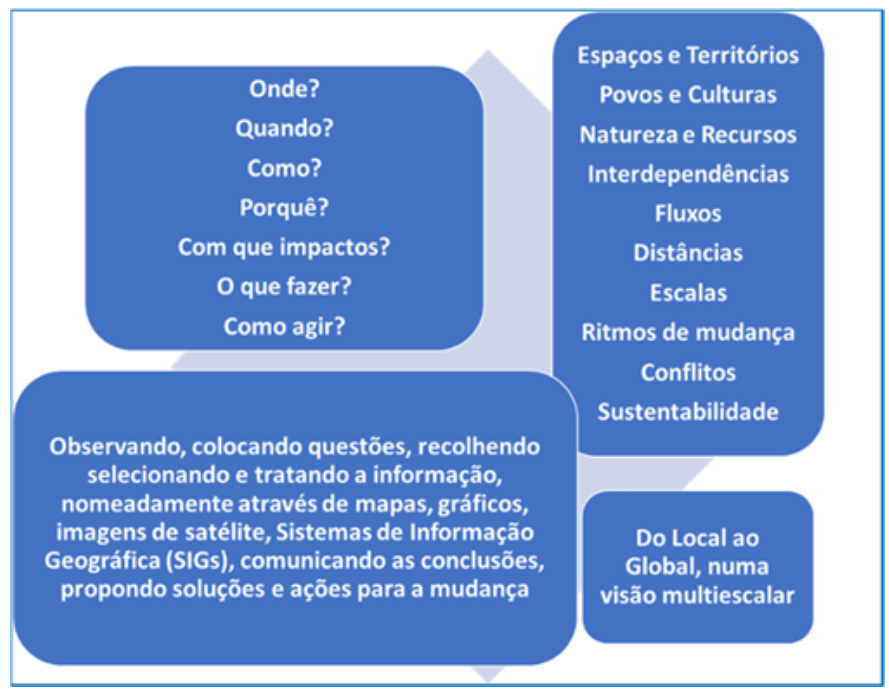 Onde?
Quando?
Como?
Porquê?
Com que impactos?
O que fazer?
Como agir?
Espaços e Territórios
Povos e Culturas
Natureza e Recursos
Interdependências
Fluxos
Distâncias
Escalas
Ritmos de mudança
Conflitos
Sustentabilidade
Observando, colocando questões, recolhendo
selecionando e tratando a informação,
nomeadamente através de mapas, gráficos,
imagens de satélite, Sistemas de Informação
Geográfica (SIGs), comunicando as conclusões,
propondo soluções e ações para a mudança
Do Local ao
Global, numa
visão multiescalar